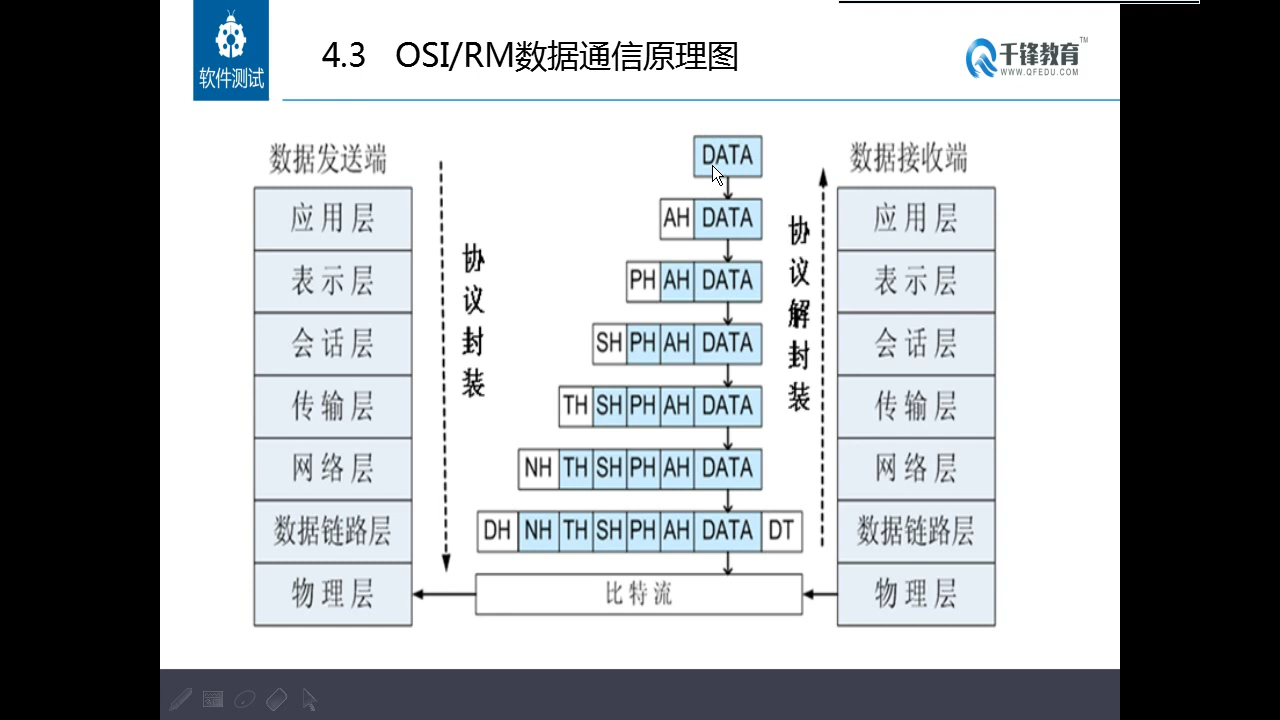 软件测试
4.3 OSI/RM数据通信原理图
千锋教育 TM
WWW.QFEDU.COM
数据发送端
应用层
表示层
会话层
传输层
网络层
数据链路层
物理层
协议封装
DATA
AH DATA
PH AH DATA
SH PH AH DATA
TH SH PH AH DATA
NH TH SH PH AH DATA
DH NH TH SH PH AH DATA DT
比特流
协议解封装
数据接收端
应用层
表示层
会话层
传输层
网络层
数据链路层
物理层